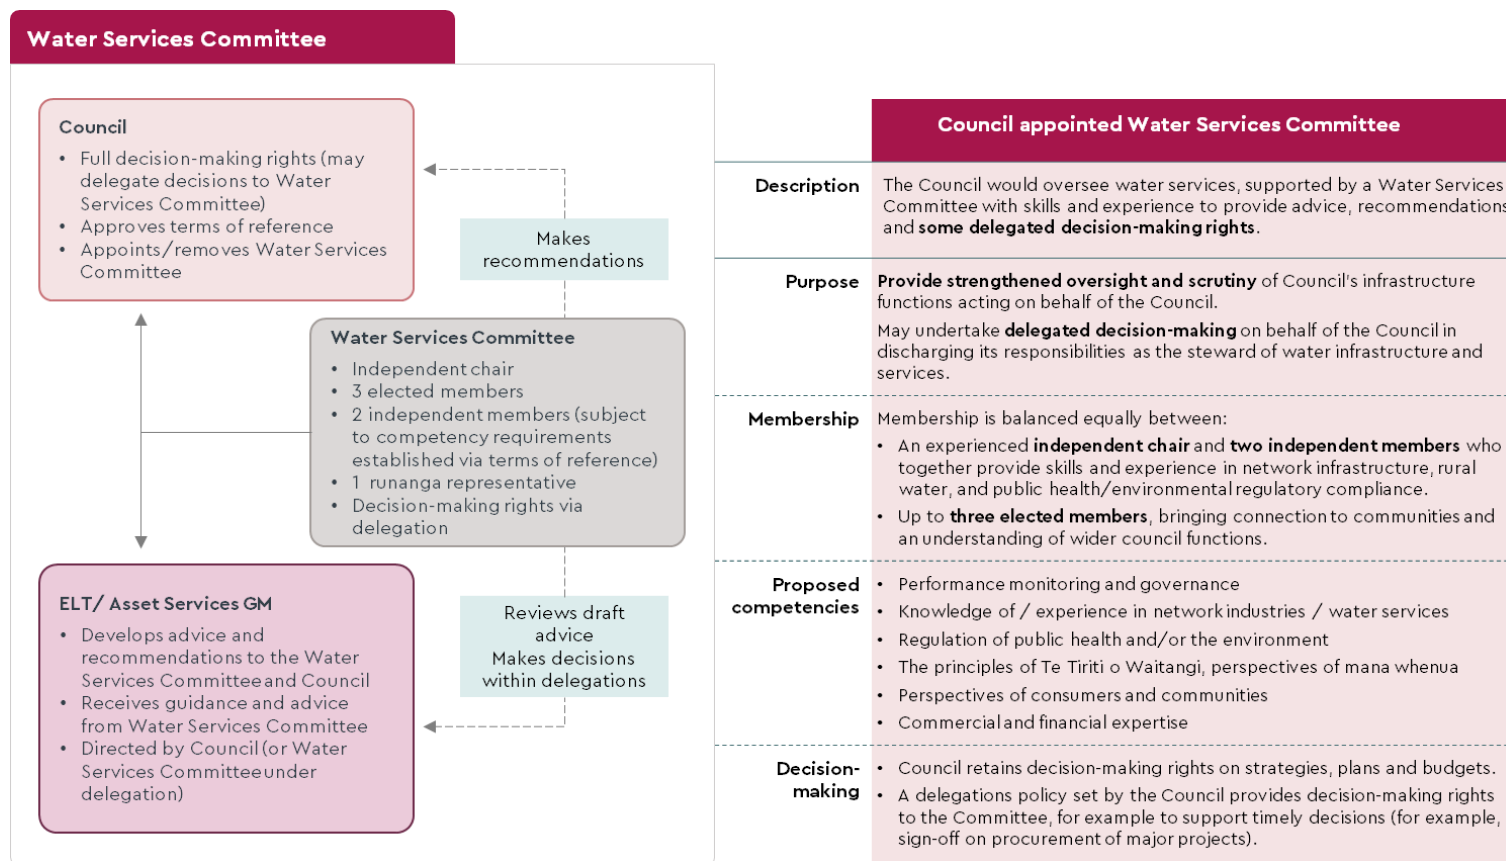 Water Services Committee
Council
• Full decision-making rights (may
delegate decisions to Water
Services Committee)
• Approves terms of reference
• Appoints/removes Water Services
Committee
Makes
recommendations
Water Services Committee
• Independent chair
• 3 elected members
• 2 independent members (subject
to competency requirements
established via terms of reference)
• 1 runanga representative
• Decision-making rights via
delegation
ELT/ Asset Services GM
• Develops advice and
recommendations to the Water
Services Committee and Council
• Receives guidance and advice
from Water Services Committee
• Directed by Council (or Water
Services Committee under
delegation)
Reviews draft
advice
Makes decisions
within delegations
Council appointed Water Services Committee
Description
The Council would oversee water services, supported by a Water Services
Committee with skills and experience to provide advice, recommendations
and some delegated decision-making rights.
Purpose
Provide strengthened oversight and scrutiny of Council's infrastructure
functions acting on behalf of the Council.
May undertake delegated decision-making on behalf of the Council in
discharging its responsibilities as the steward of water infrastructure and
services.
Membership
Membership is balanced equally between:
• An experienced independent chair and two independent members who
together provide skills and experience in network infrastructure, rural
water, and public health/environmental regulatory compliance.
• Up to three elected members, bringing connection to communities and
an understanding of wider council functions.
Proposed
competencies
• Performance monitoring and governance
• Knowledge of / experience in network industries / water services
• Regulation of public health and/or the environment
• The principles of Te Tiriti o Waitangi, perspectives of mana whenua
• Perspectives of consumers and communities
• Commercial and financial expertise
Decision-
making
• Council retains decision-making rights on strategies, plans and budgets.
• A delegations policy set by the Council provides decision-making rights
to the Committee, for example to support timely decisions (for example,
sign-off on procurement of major projects).